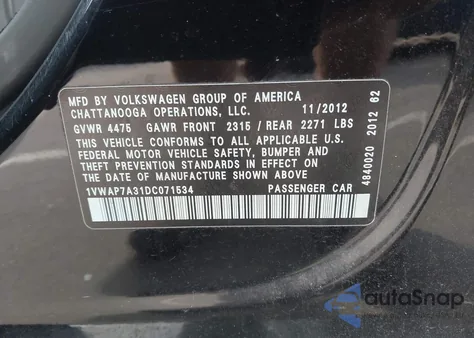 MFD BY VOLKSWAGEN GROUP OF AMERICA
CHATTANOOGA OPERATIONS, LLC. 11/2012
GVWR 4475 GAWR FRONT 2315/REAR 2271 LBS
THIS VEHICLE CONFORMS TO ALL APPLICABLE U.S.
FEDERAL MOTOR VEHICLE SAFETY, BUMPER AND
THEFT PREVENTION STANDARDS IN EFFECT ON THE
DATE OF MANUFACTURE SHOWN ABOVE
1VWAP7A31DC071534 PASSENGER CAR
4840020 2012 62
autoSnap